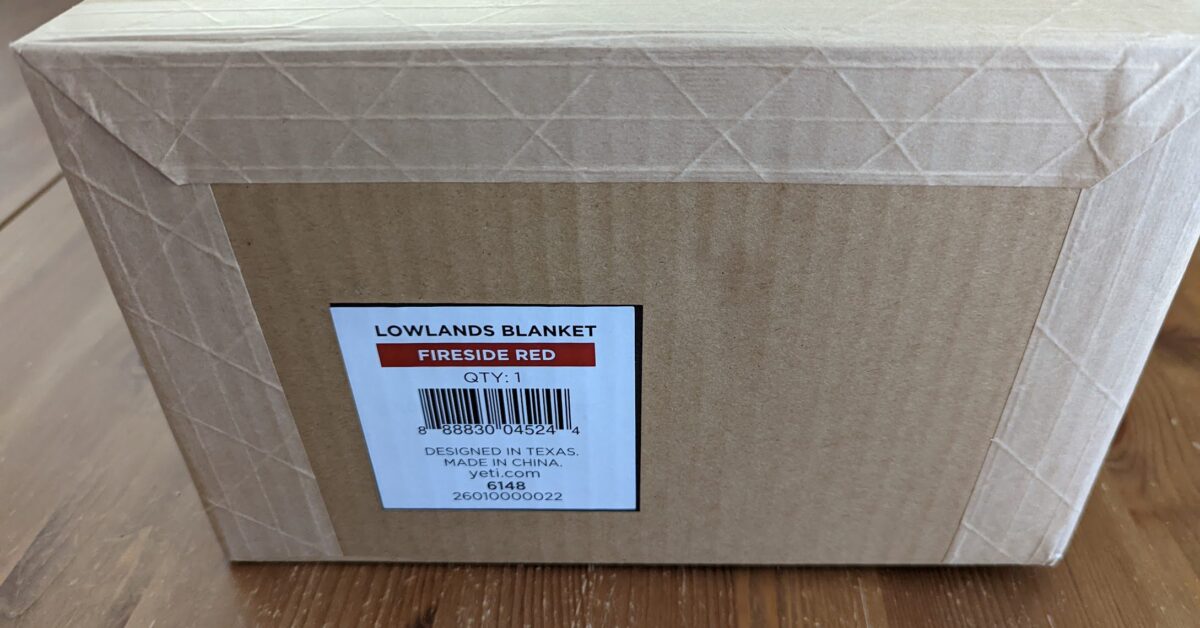 LOWLANDS BLANKET
FIRESIDE RED
QTY: 1
8 88830 04524 4
DESIGNED IN TEXAS.
MADE IN CHINA.
yeti.com
6148
26010000022